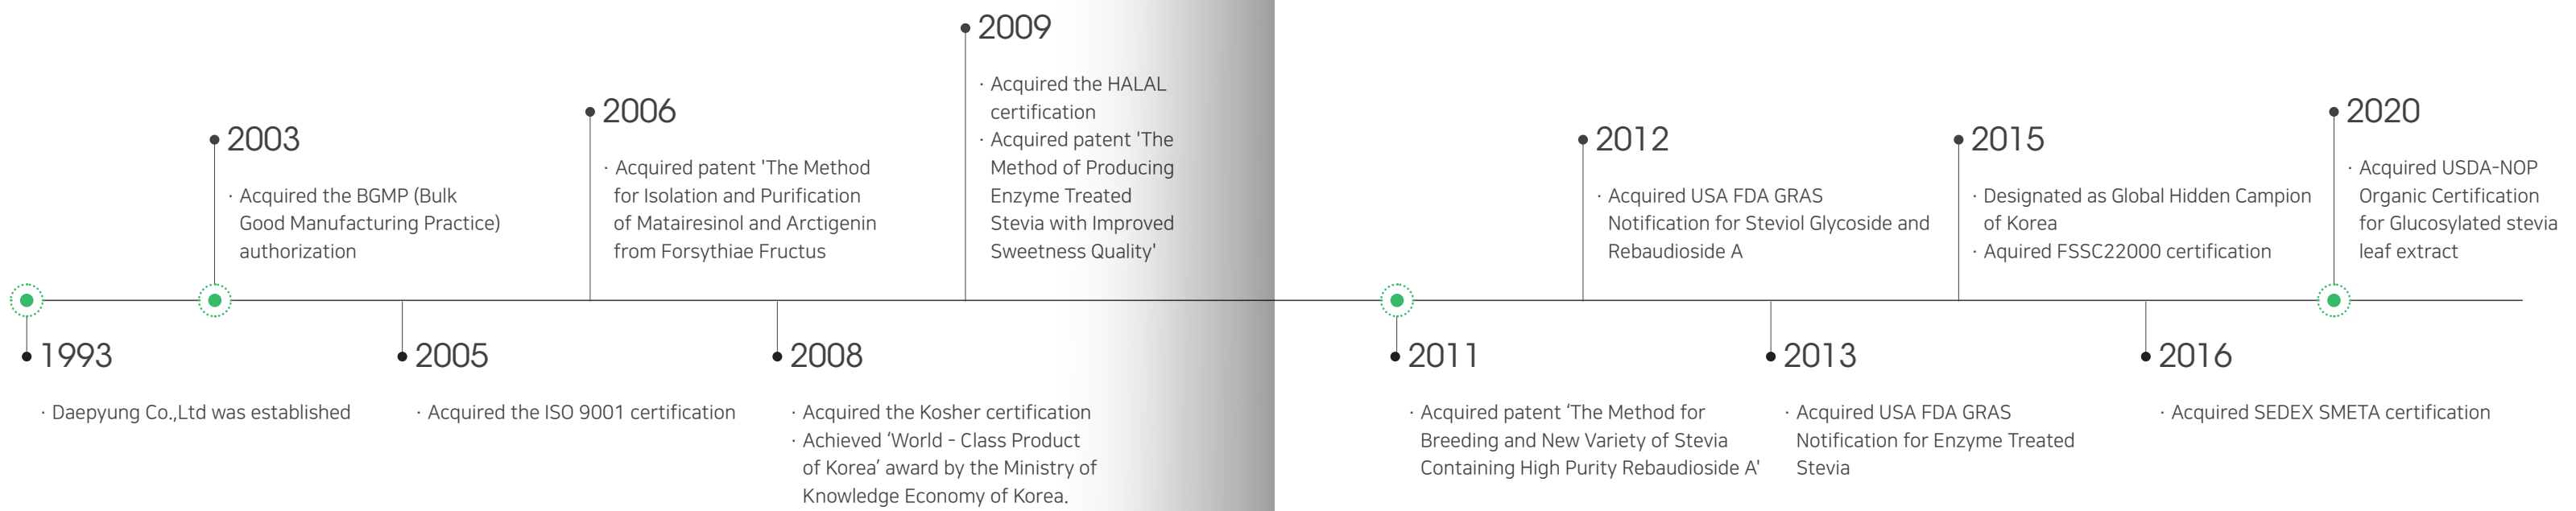 1993
· Daepyung Co.,Ltd was established
2003
· Acquired the BGMP (Bulk
Good Manufacturing Practice)
authorization
2005
· Acquired the ISO 9001 certification
2006
· Acquired patent 'The Method
for Isolation and Purification
of Matairesinol and Arctigenin
from Forsythiae Fructus
2008
· Acquired the Kosher certification
· Achieved ‘World - Class Product
of Korea’ award by the Ministry of
Knowledge Economy of Korea.
2009
· Acquired the HALAL
certification
· Acquired patent 'The
Method of Producing
Enzyme Treated
Stevia with Improved
Sweetness Quality'
2011
· Acquired patent ‘The Method for
Breeding and New Variety of Stevia
Containing High Purity Rebaudioside A'
2012
· Acquired USA FDA GRAS
Notification for Steviol Glycoside and
Rebaudioside A
2013
· Acquired USA FDA GRAS
Notification for Enzyme Treated
Stevia
2015
· Designated as Global Hidden Campion
of Korea
· Aquired FSSC22000 certification
2016
· Acquired SEDEX SMETA certification
2020
· Acquired USDA-NOP
Organic Certification
for Glucosylated stevia
leaf extract